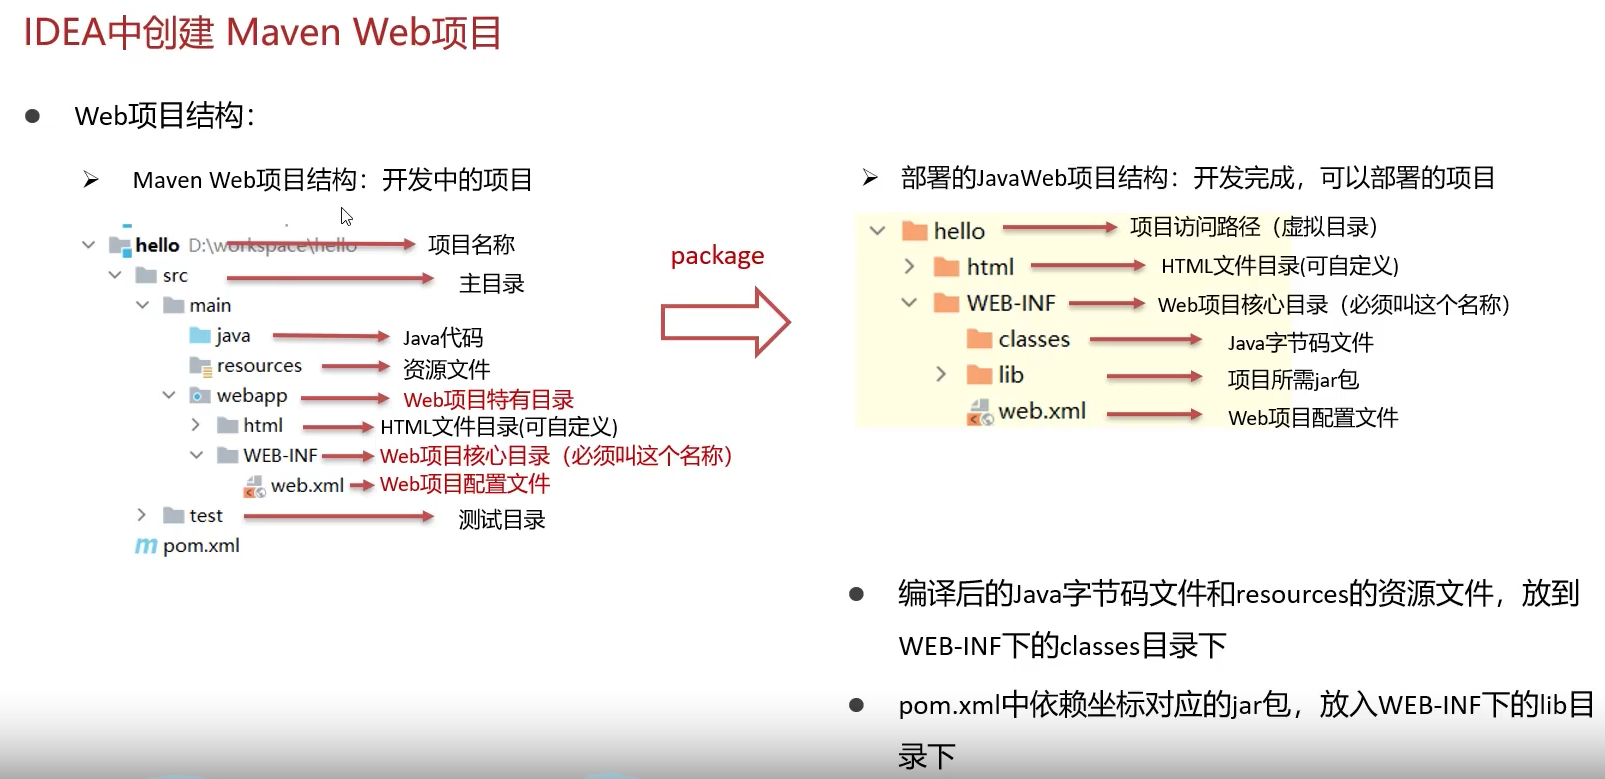 IDEA中创建 Maven Web项目
Web项目结构：
Maven Web项目结构：开发中的项目
hello D:\workspace\hello 项目名称
src 主目录
main
java Java代码
resources 资源文件
webapp Web项目特有目录
html HTML文件目录(可自定义)
WEB-INF Web项目核心目录（必须叫这个名称）
web.xml Web项目配置文件
test 测试目录
pom.xml
package
部署的JavaWeb项目结构：开发完成，可以部署的项目
hello 项目访问路径（虚拟目录）
html HTML文件目录(可自定义)
WEB-INF Web项目核心目录（必须叫这个名称）
classes Java字节码文件
lib 项目所需jar包
web.xml Web项目配置文件
编译后的Java字节码文件和resources的资源文件，放到
WEB-INF下的classes目录下
pom.xml中依赖坐标对应的jar包，放入WEB-INF下的lib目
录下